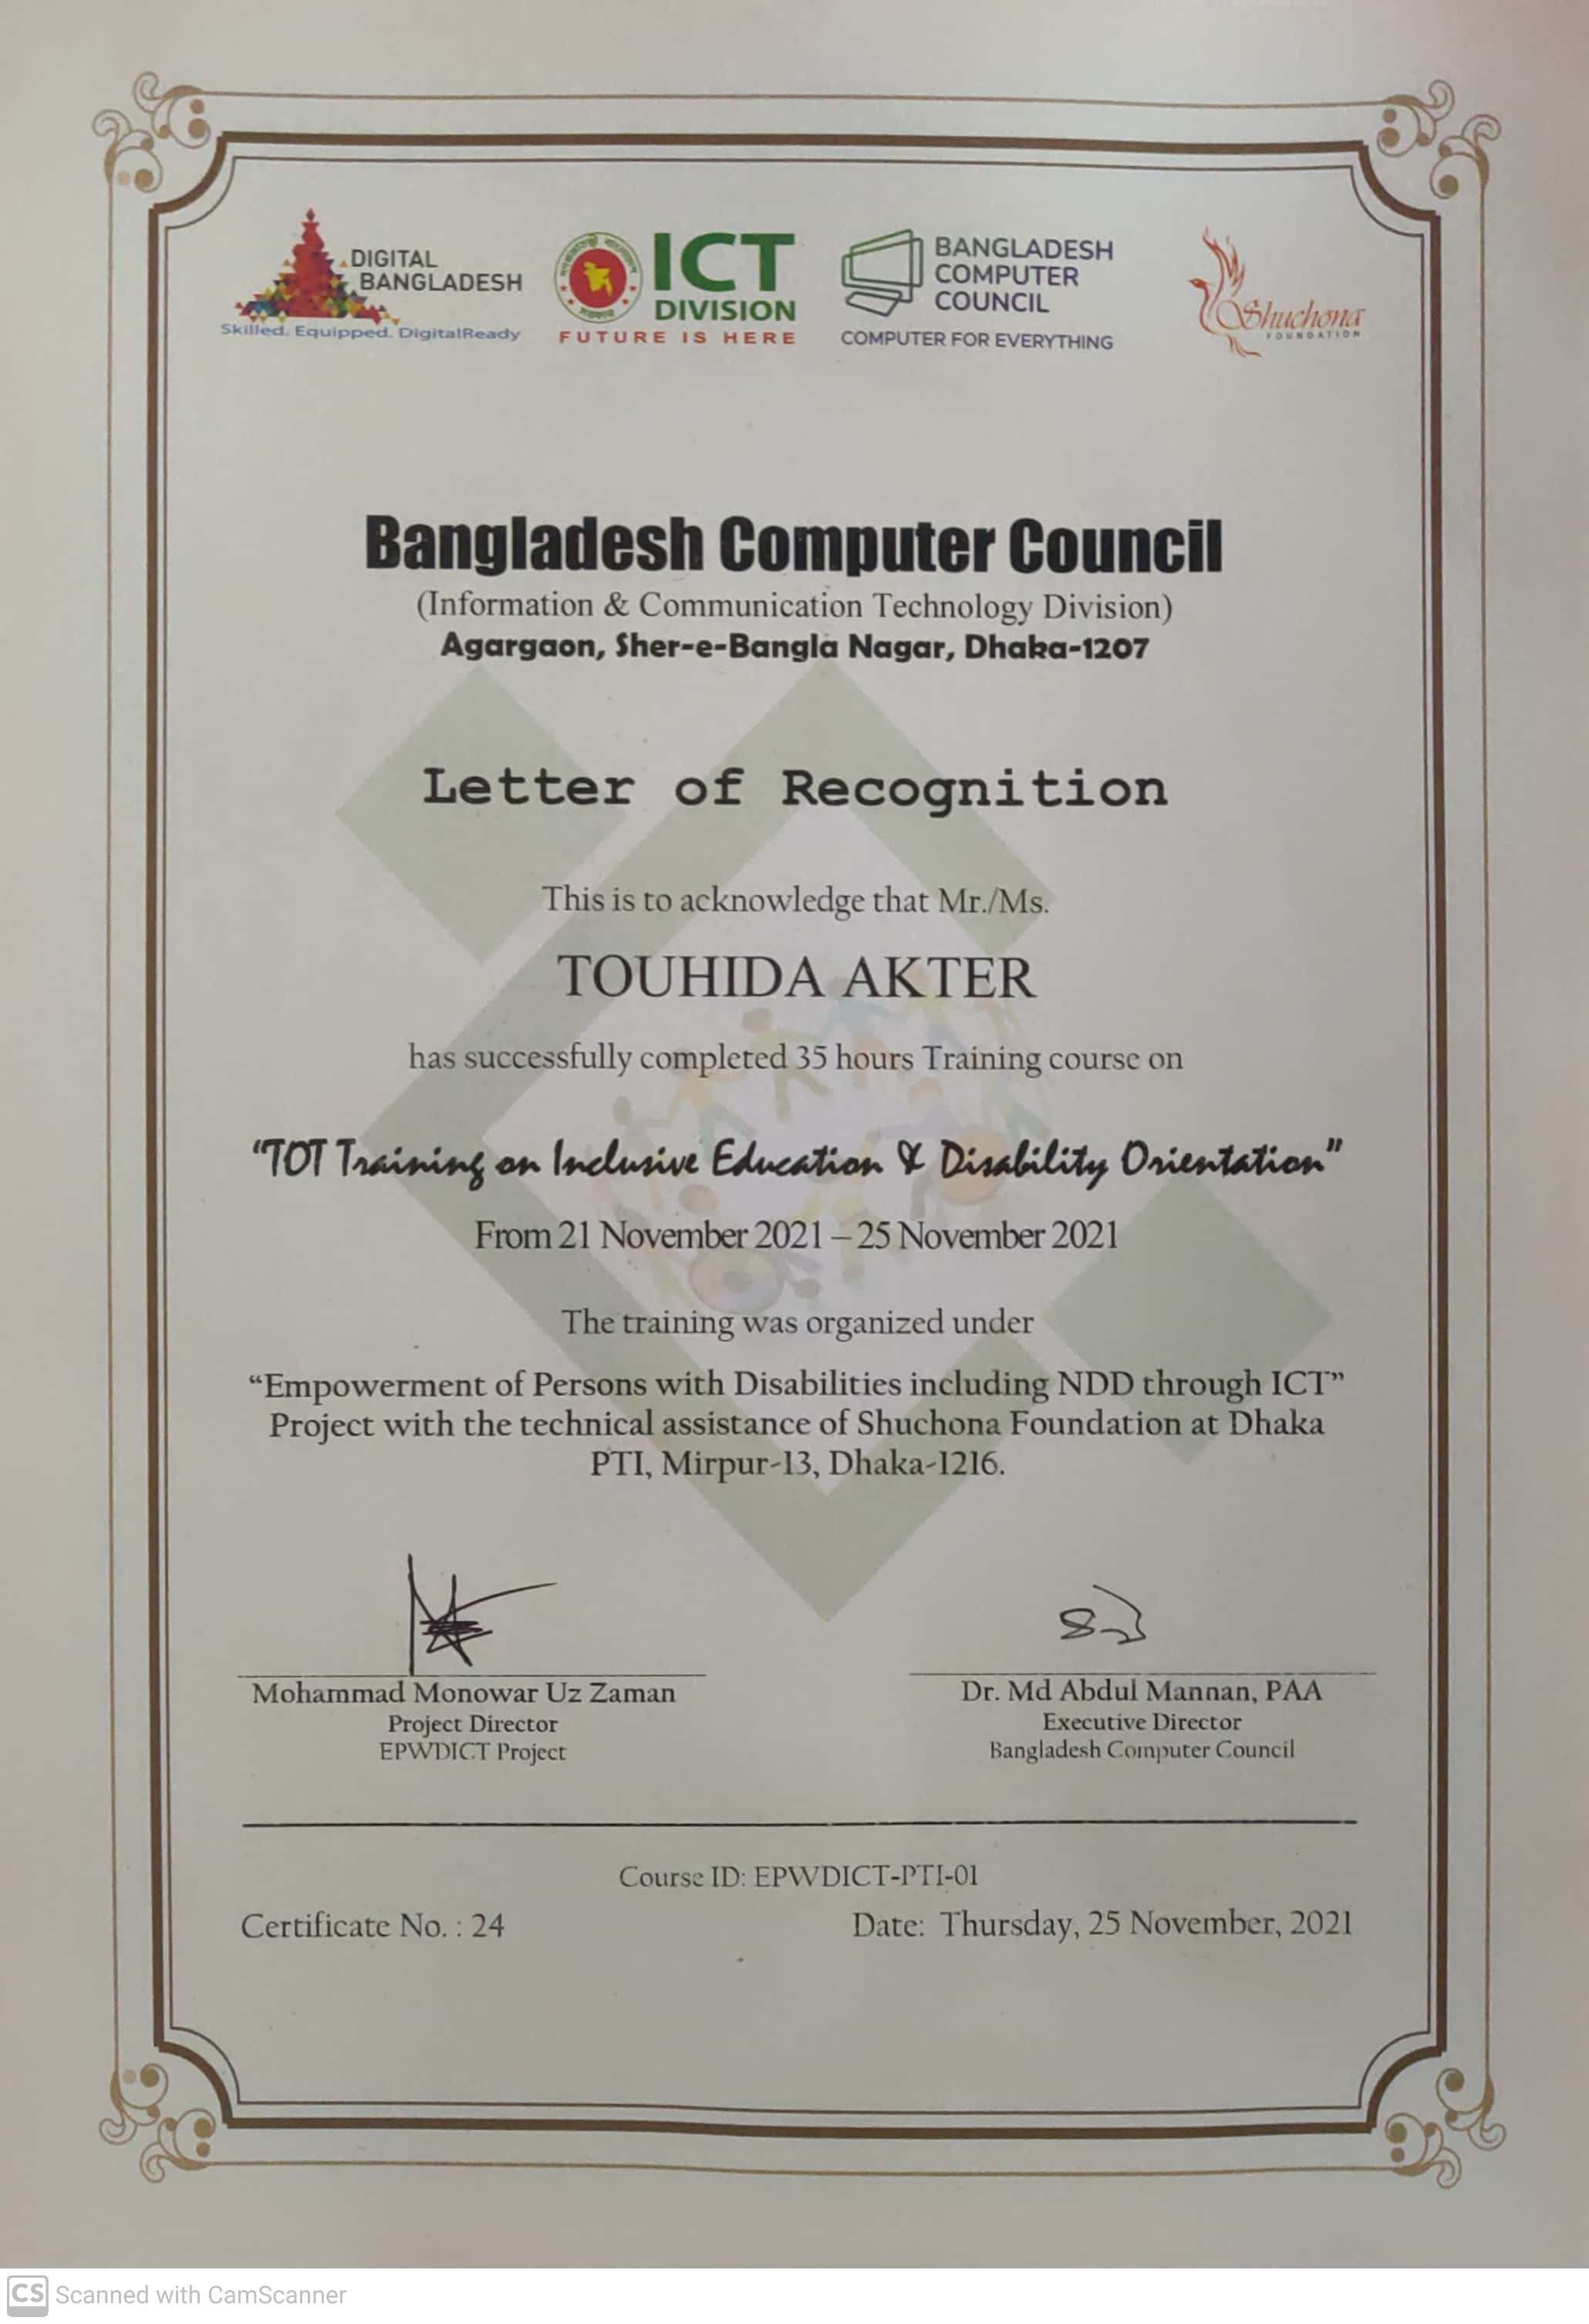 DIGITAL
BANGLADESH
Skilled. Equipped. DigitalReady
ICT
DIVISION
FUTURE IS HERE
BANGLADESH
COMPUTER
COUNCIL
COMPUTER FOR EVERYTHING
Shuchona
FOUNDATION
Bangladesh Computer Council
(Information & Communication Technology Division)
Agargaon, Sher-e-Bangla Nagar, Dhaka-1207
Letter of Recognition
This is to acknowledge that Mr./Ms.
TOUHIDA AKTER
has successfully completed 35 hours Training course on
“TOT Training on Inclusive Education & Disability Orientation”
From 21 November 2021 – 25 November 2021
The training was organized under
“Empowerment of Persons with Disabilities including NDD through ICT”
Project with the technical assistance of Shuchona Foundation at Dhaka
PTI, Mirpur-13, Dhaka-1216.
Mohammad Monowar Uz Zaman
Project Director
EPWDICT Project
Dr. Md Abdul Mannan, PAA
Executive Director
Bangladesh Computer Council
Course ID: EPWDICT-PTI-01
Certificate No. : 24
Date: Thursday, 25 November, 2021
CS Scanned with CamScanner